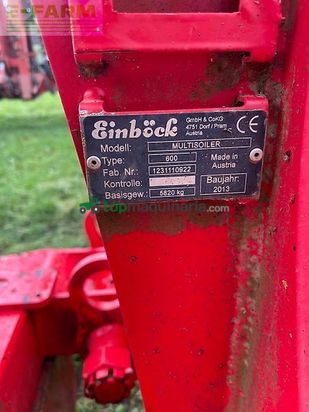 E-FARM
Einböck
GmbH & CoKG
4751 Dorf / Pram
Austria
CE
Modell: MULTISOILER
Type: 600
Made in
Austria
Fab. Nr.: 1231110922
Kontrolle:
Baujahr:
2013
Basisgew.: 5820 kg
topmaquinaria.com